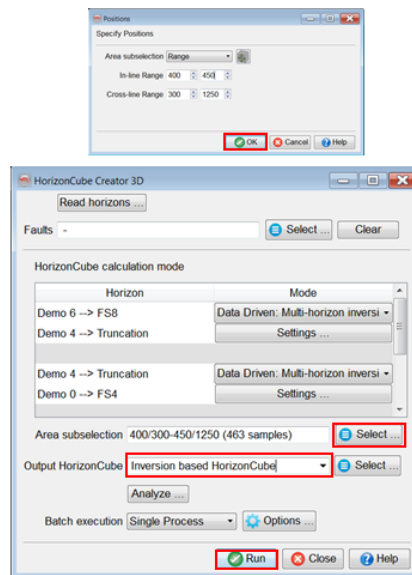 Positions
Specify Positions
Area subselection Range
In-line Range 400 450
Cross-line Range 300 1250
OK Cancel Help
HorizonCube Creator 3D
Read horizons ...
Faults - Select ... Clear
HorizonCube calculation mode
Horizon Mode
Demo 6 --> FS8 Data Driven: Multi-horizon inversi
Demo 4 --> Truncation Settings ...
Demo 4 --> Truncation Data Driven: Multi-horizon inversi
Demo 0 --> FS4 Settings ...
Area subselection 400/300-450/1250 (463 samples) Select ...
Output HorizonCube Inversion based HorizonCube Select ...
Analyze ...
Batch execution Single Process Options ...
Run Close Help